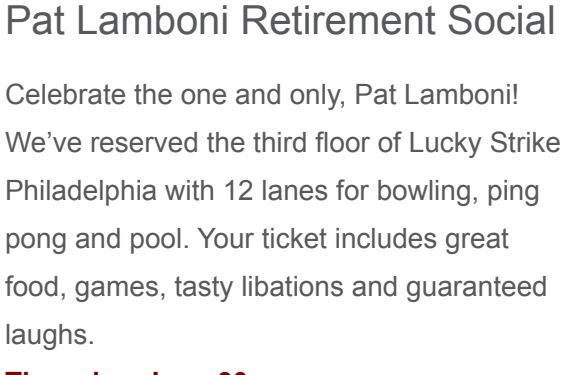 Pat Lamboni Retirement Social
Celebrate the one and only, Pat Lamboni!
We’ve reserved the third floor of Lucky Strike
Philadelphia with 12 lanes for bowling, ping
pong and pool. Your ticket includes great
food, games, tasty libations and guaranteed
laughs.